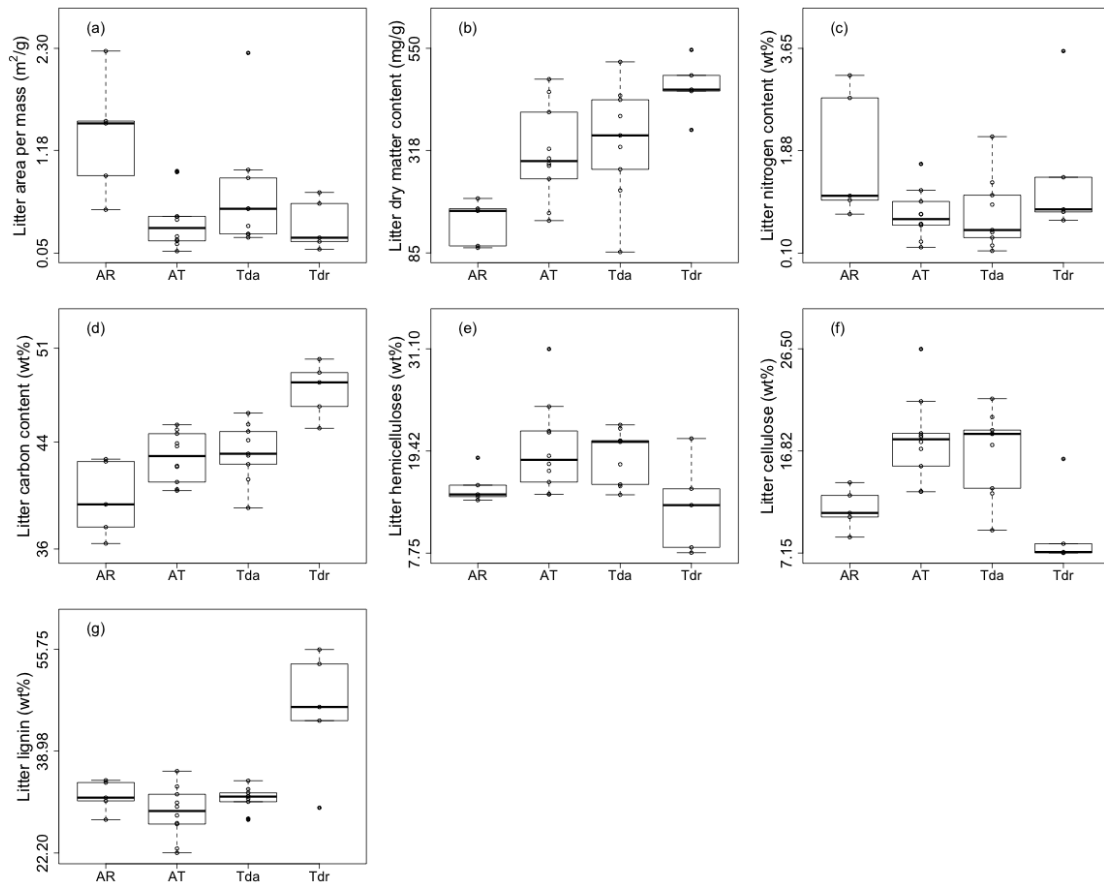 (a)
Litter area per mass (m²/g)
2.30
1.18
0.05
AR AT Tda Tdr
(b)
Litter dry matter content (mg/g)
550
318
85
AR AT Tda Tdr
(c)
Litter nitrogen content (wt%)
3.65
1.88
0.10
AR AT Tda Tdr
(d)
Litter carbon content (wt%)
51
44
36
AR AT Tda Tdr
(e)
Litter hemicelluloses (wt%)
31.10
19.42
7.75
AR AT Tda Tdr
(f)
Litter cellulose (wt%)
26.50
16.82
7.15
AR AT Tda Tdr
(g)
Litter lignin (wt%)
55.75
38.98
22.20
AR AT Tda Tdr